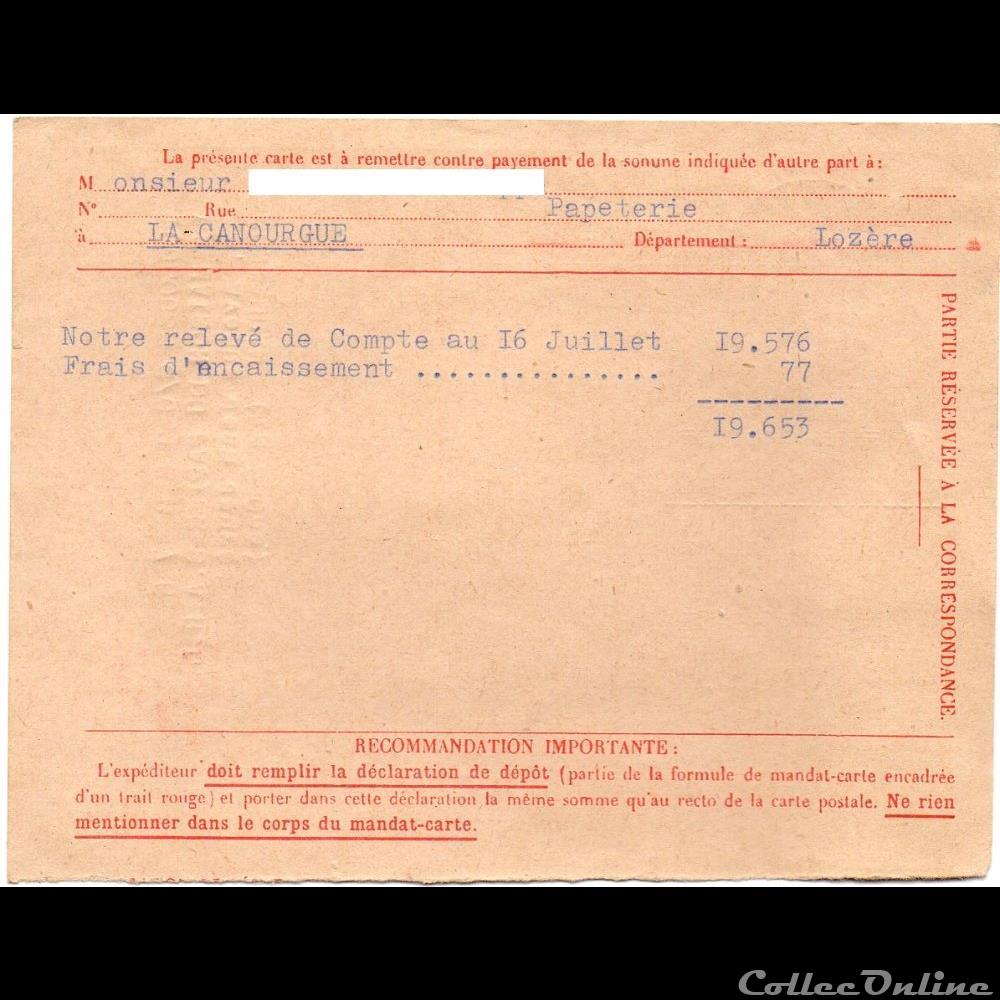 La présente carte est à remettre contre payement de la somme indiquée d'autre part à :
Monsieur
N° Rue Papeterie
à LA CANOURGUE Département : Lozère
PARTIE RÉSERVÉE À LA CORRESPONDANCE.
Notre relevé de Compte au I6 Juillet I9.576
Frais d'encaissement ............... 77
---------
I9.653
RECOMMANDATION IMPORTANTE :
L'expéditeur doit remplir la déclaration de dépôt (partie de la formule de mandat-carte encadrée
d'un trait rouge) et porter dans cette déclaration la même somme qu'au recto de la carte postale. Ne rien
mentionner dans le corps du mandat-carte.
CollecOnline